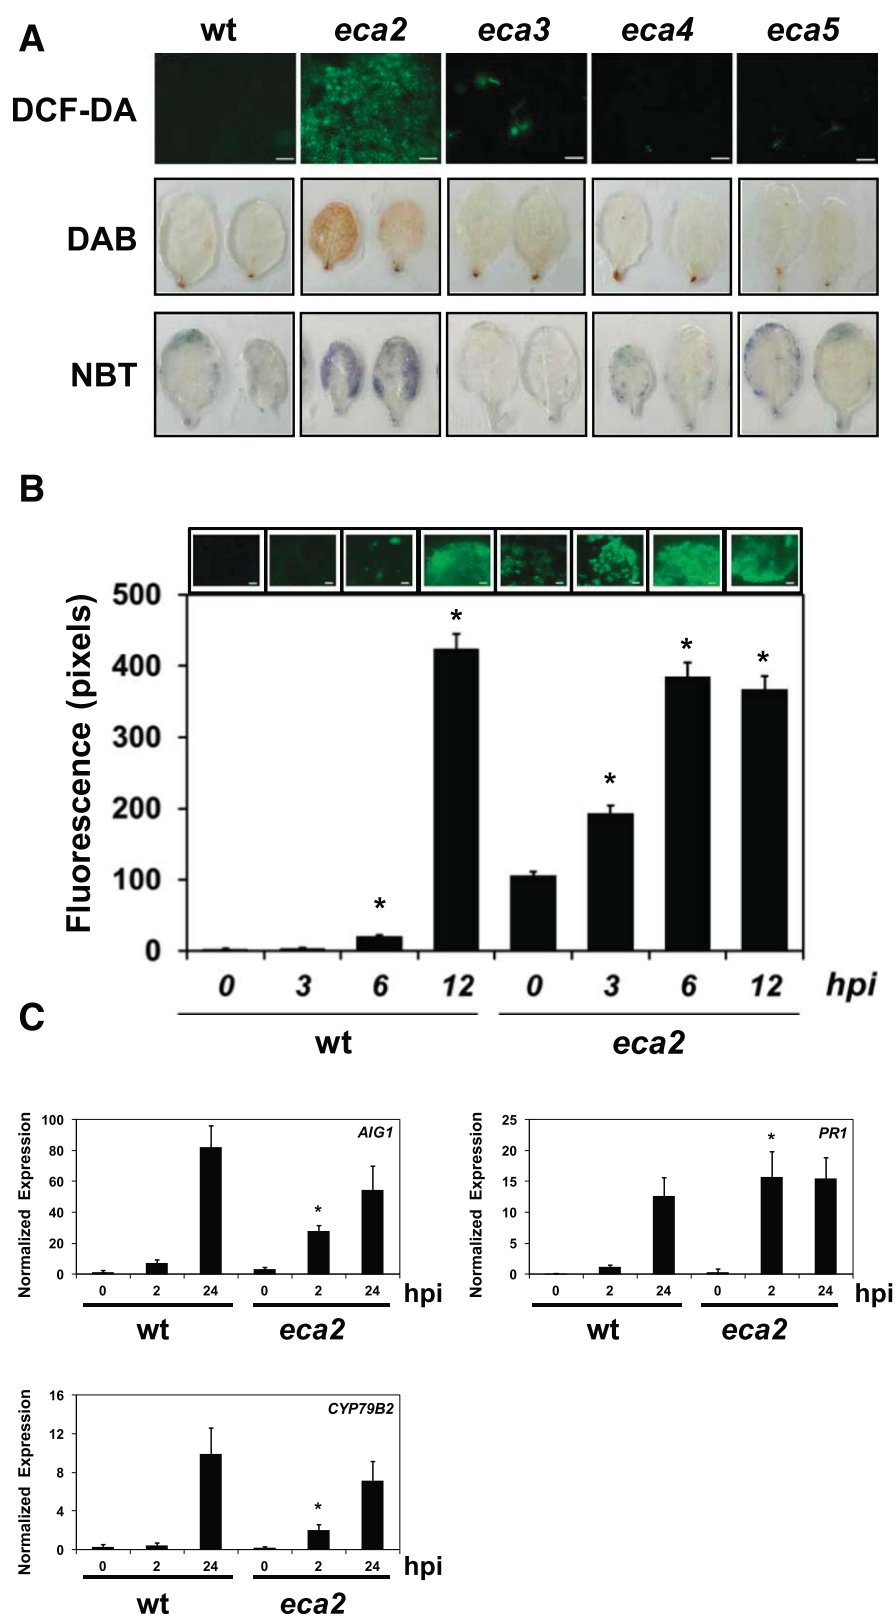 A
wt eca2 eca3 eca4 eca5
DCF-DA
DAB
NBT
B
Fluorescence (pixels)
500
400
300
200
100
0
* * * * *
0 3 6 12 0 3 6 12 hpi
wt eca2
C
Normalized Expression
100
80
60
40
20
0
AIG1
*
0 2 24 0 2 24 hpi
wt eca2
Normalized Expression
25
20
15
10
5
0
PR1
*
0 2 24 0 2 24 hpi
wt eca2
Normalized Expression
16
12
8
4
0
CYP79B2
*
0 2 24 0 2 24 hpi
wt eca2